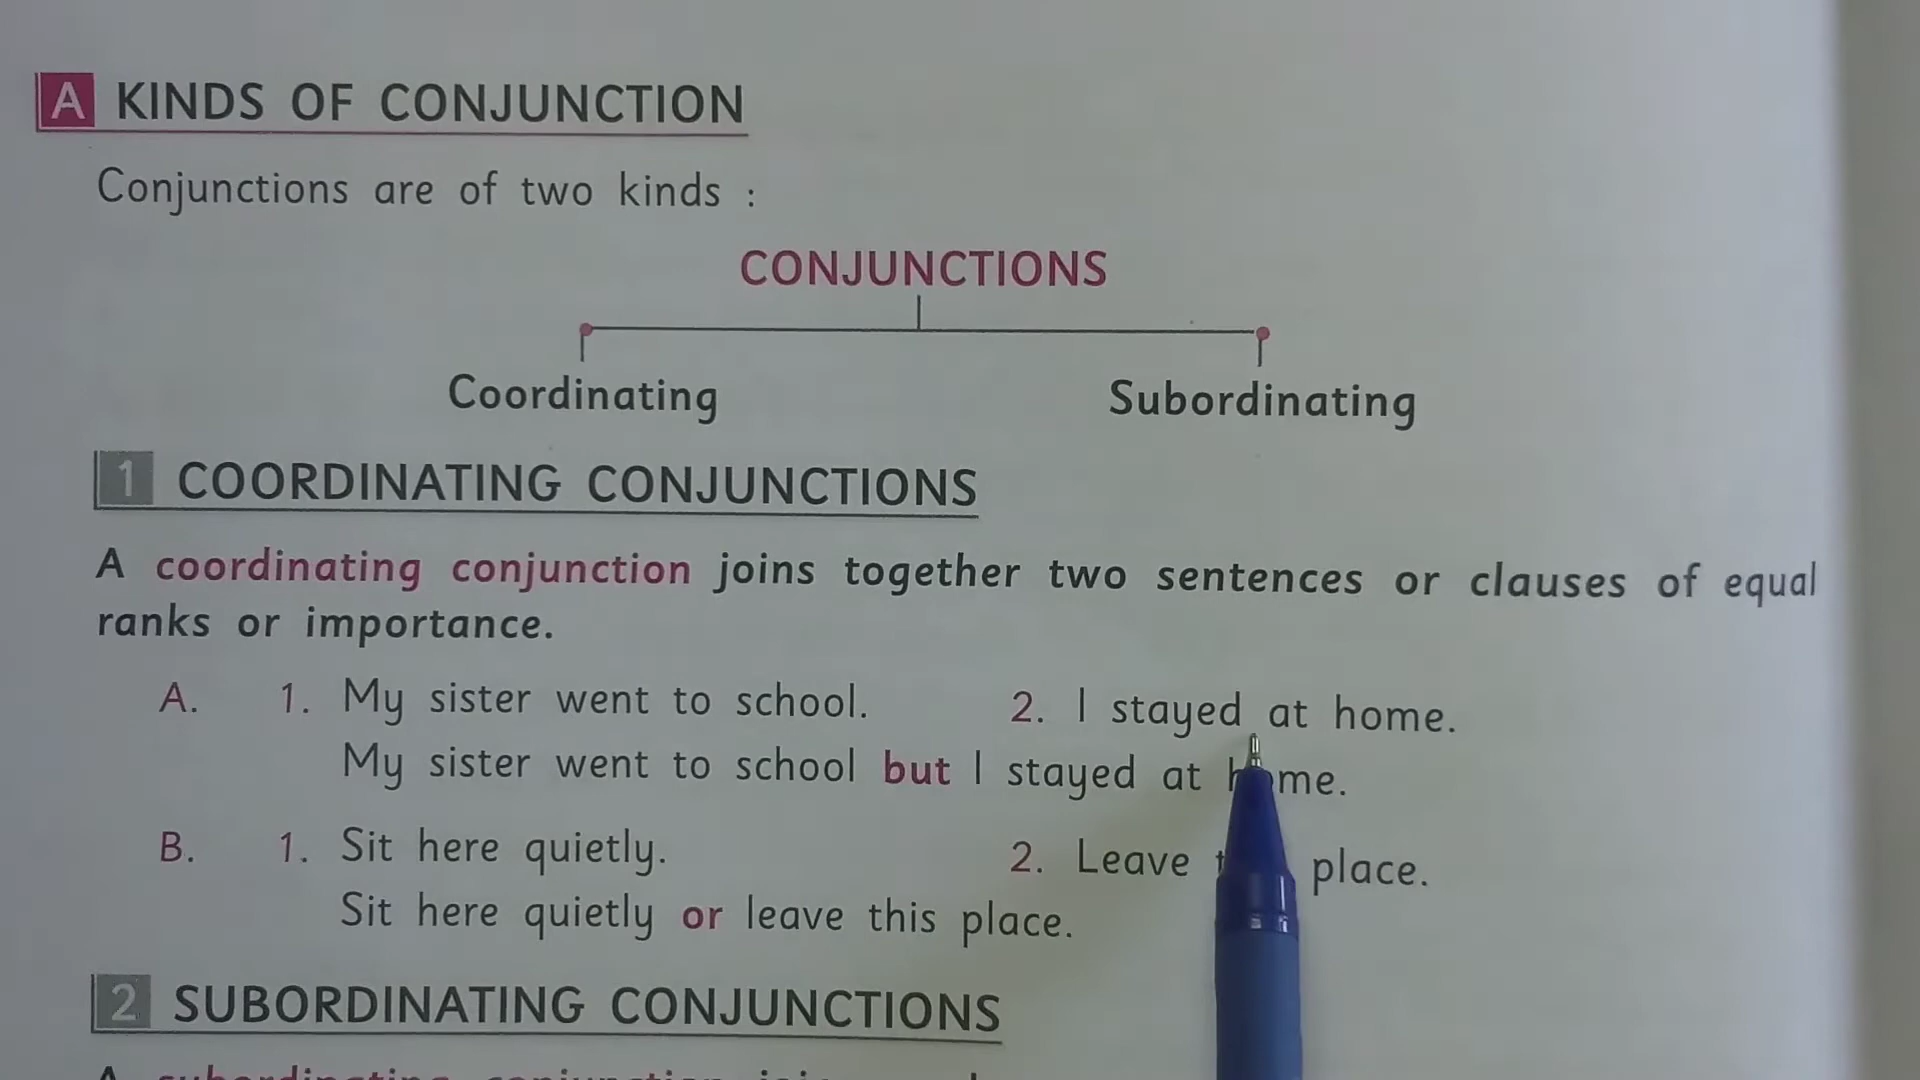 A KINDS OF CONJUNCTION
Conjunctions are of two kinds :
CONJUNCTIONS
Coordinating Subordinating
1 COORDINATING CONJUNCTIONS
A coordinating conjunction joins together two sentences or clauses of equal
ranks or importance.
A. 1. My sister went to school. 2. I stayed at home.
My sister went to school but I stayed at home.
B. 1. Sit here quietly. 2. Leave place.
Sit here quietly or leave this place.
2 SUBORDINATING CONJUNCTIONS
A subordinating conjunction